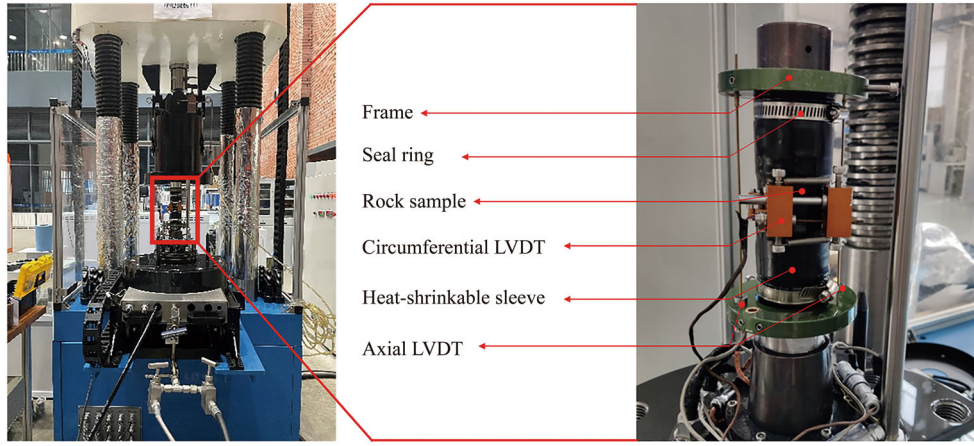 Frame
Seal ring
Rock sample
Circumferential LVDT
Heat-shrinkable sleeve
Axial LVDT